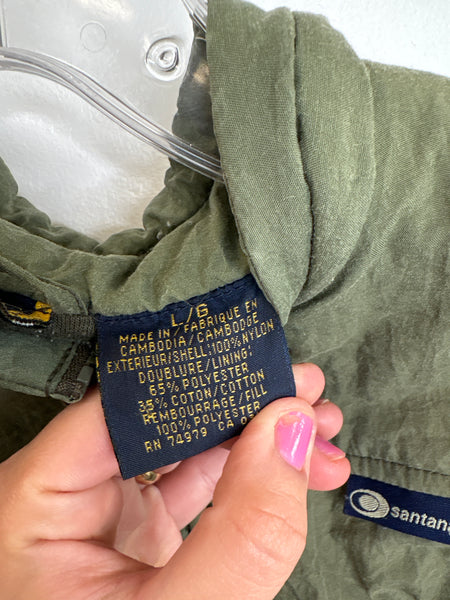 L/G
MADE IN/FABRIQUE EN
CAMBODIA/CAMBODGE
EXTERIEUR/SHELL:100%NYLON
DOUBLURE/LINING:
65% POLYESTER
35% COTON/COTTON
REMBOURRAGE/FILL
100% POLYESTER
RN 74979 CA
santana